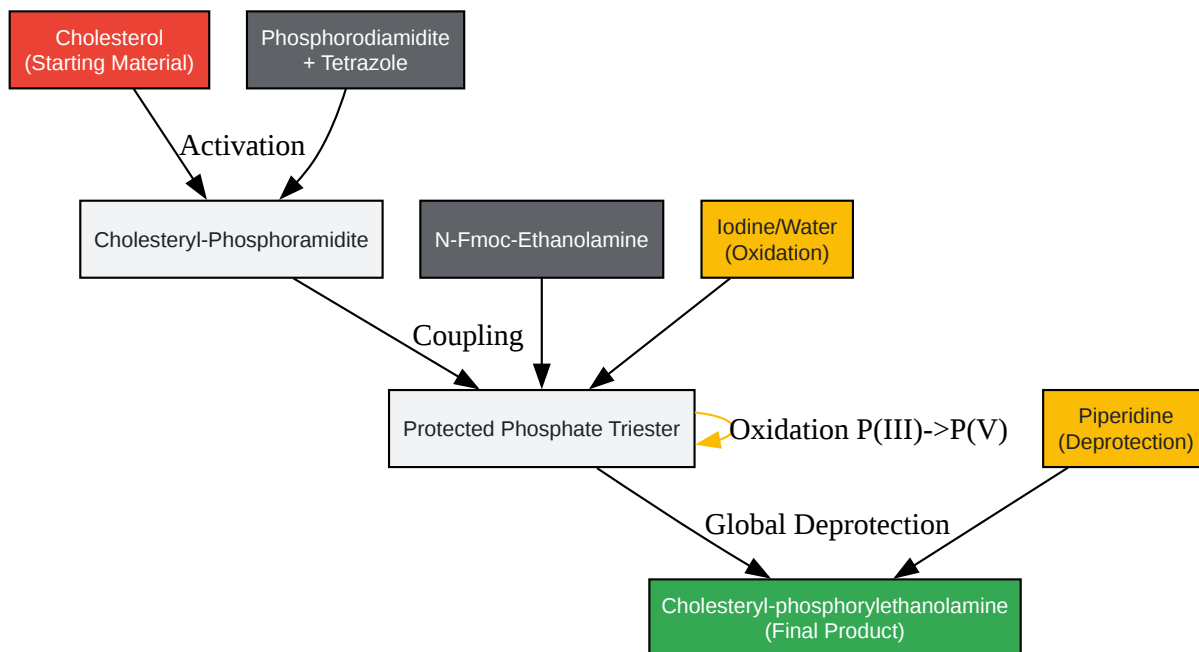 Cholesterol
(Starting Material)
Phosphorodiamidite
+ Tetrazole
Activation
Cholesteryl-Phosphoramidite
N-Fmoc-Ethanolamine
Iodine/Water
(Oxidation)
Coupling
Protected Phosphate Triester
Oxidation P(III)->P(V)
Piperidine
(Deprotection)
Global Deprotection
Cholesteryl-phosphorylethanolamine
(Final Product)